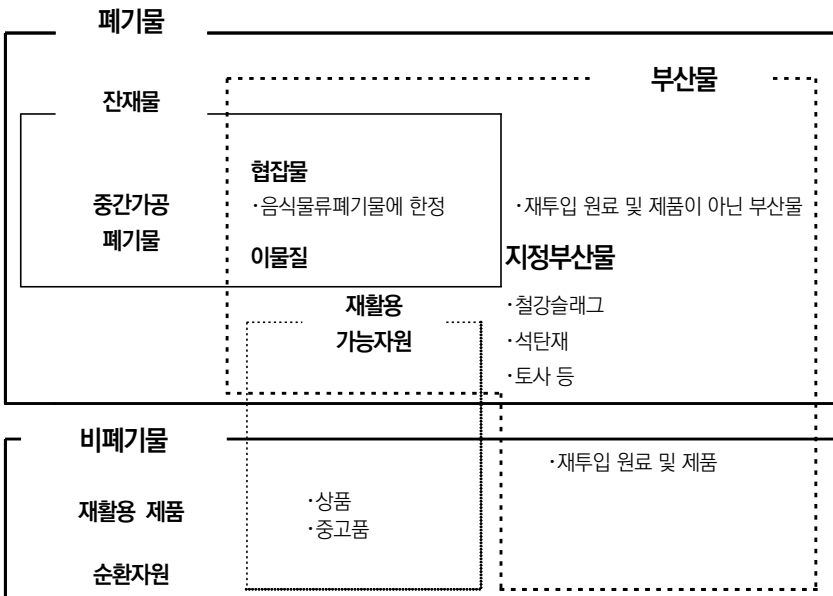 폐기물
부산물
잔재물
협잡물
중간가공
폐기물
·음식물류폐기물에 한정
·재투입 원료 및 제품이 아닌 부산물
이물질
지정부산물
재활용
가능자원
·철강슬래그
·석탄재
·토사 등
비폐기물
·재투입 원료 및 제품
재활용 제품
·상품
·중고품
순환자원